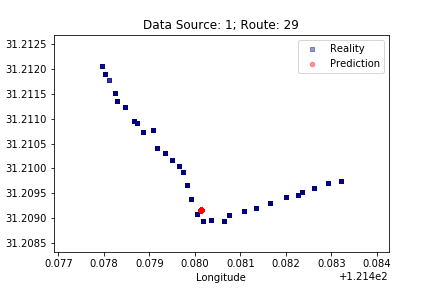 Data Source: 1; Route: 29
Reality
Prediction
31.2125
31.2120
31.2115
31.2110
31.2105
31.2100
31.2095
31.2090
31.2085
0.077 0.078 0.079 0.080 0.081 0.082 0.083 0.084
Longitude
+1.214e2